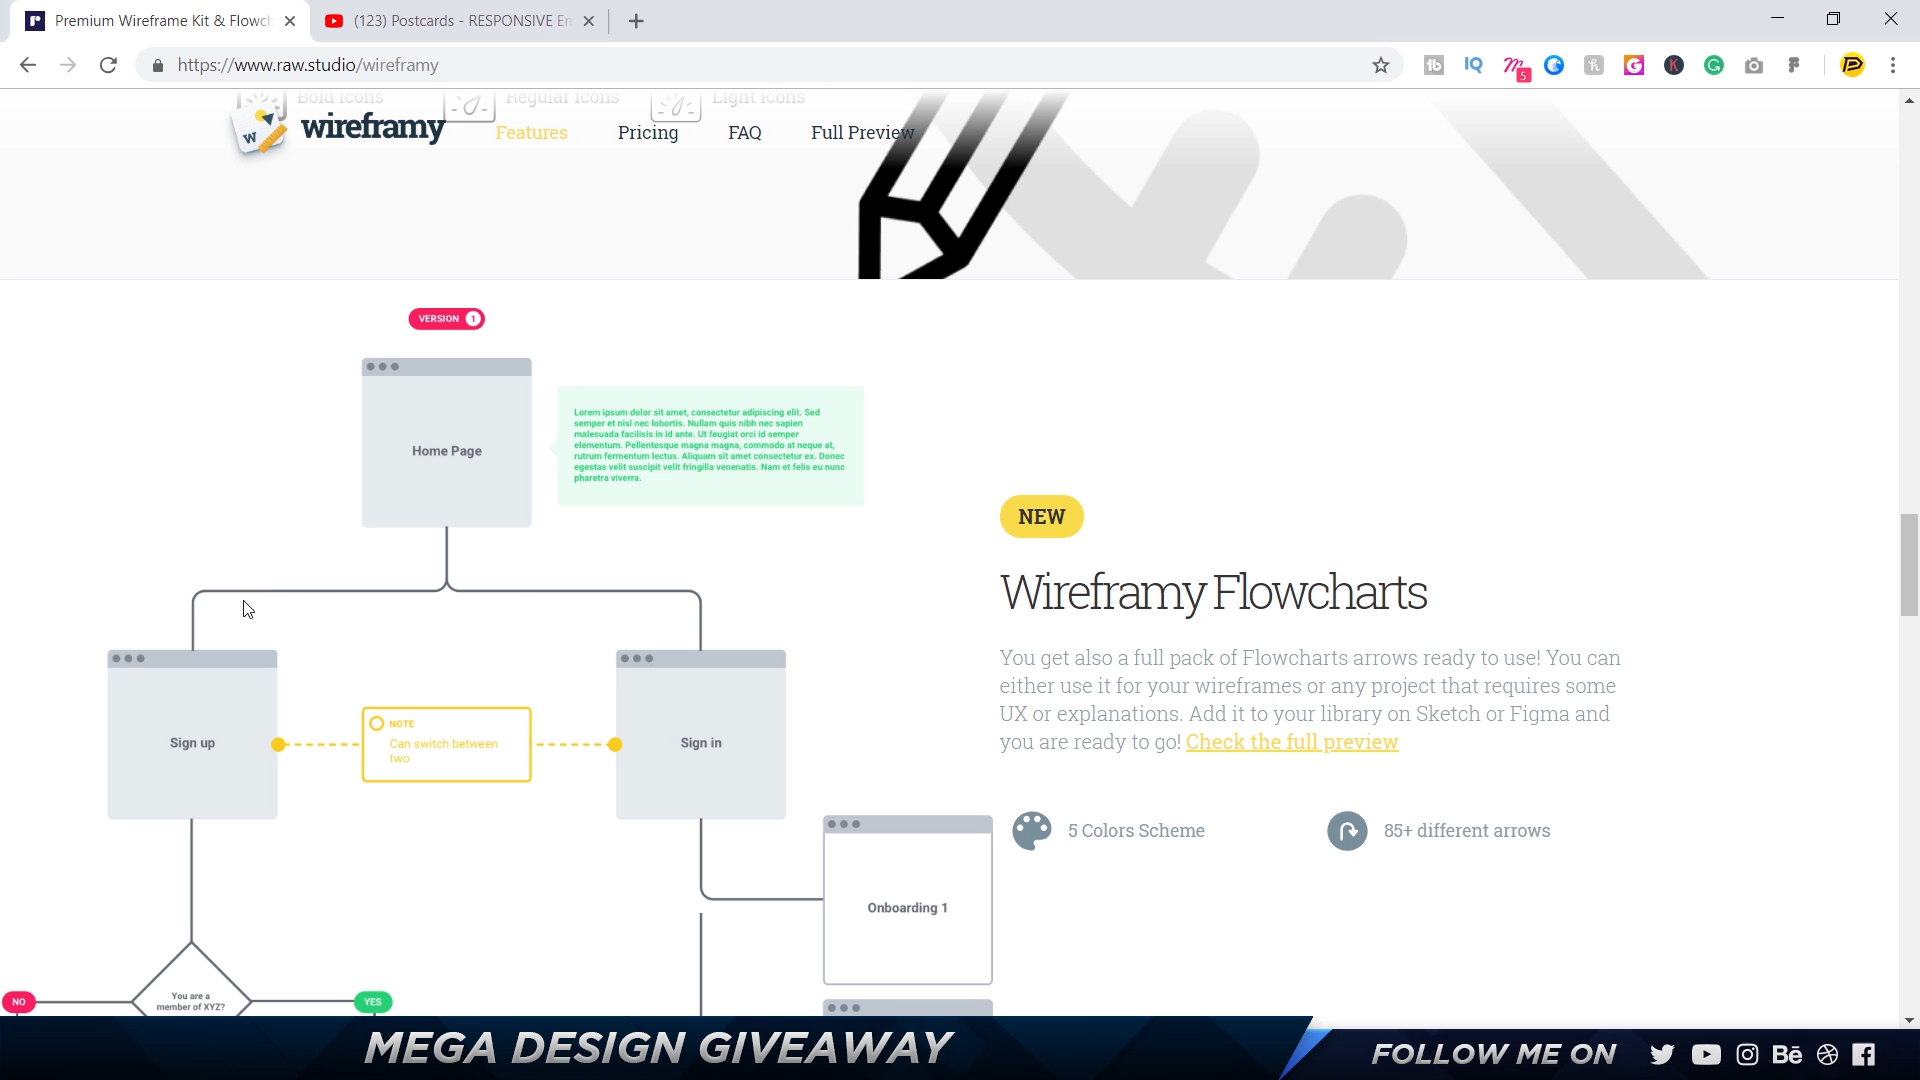 Premium Wireframe Kit & Flowch
(123) Postcards - RESPONSIVE En
https://www.raw.studio/wireframy
5
Bold Icons
Regular Icons
Light Icons
w
wireframy
Features
Pricing
FAQ
Full Preview
VERSION 1
Home Page
Lorem ipsum dolor sit amet, consectetur adipiscing elit. Sed
semper et nisl nec lobortis. Nullam quis nibh nec sapien
malesuada facilisis in id ante. Ut feugiat orci id semper
elementum. Pellentesque magna magna, commodo at neque at,
rutrum fermentum lectus. Aliquam sit amet consectetur ex. Donec
egestas velit suscipit velit fringilla venenatis. Nam et felis eu nunc
pharetra viverra.
Sign up
NOTE
Can switch between
two
Sign in
Onboarding 1
You are a
member of XYZ?
NO
YES
NEW
Wireframy Flowcharts
You get also a full pack of Flowcharts arrows ready to use! You can
either use it for your wireframes or any project that requires some
UX or explanations. Add it to your library on Sketch or Figma and
you are ready to go! Check the full preview
5 Colors Scheme
85+ different arrows
MEGA DESIGN GIVEAWAY
FOLLOW ME ON
Bē